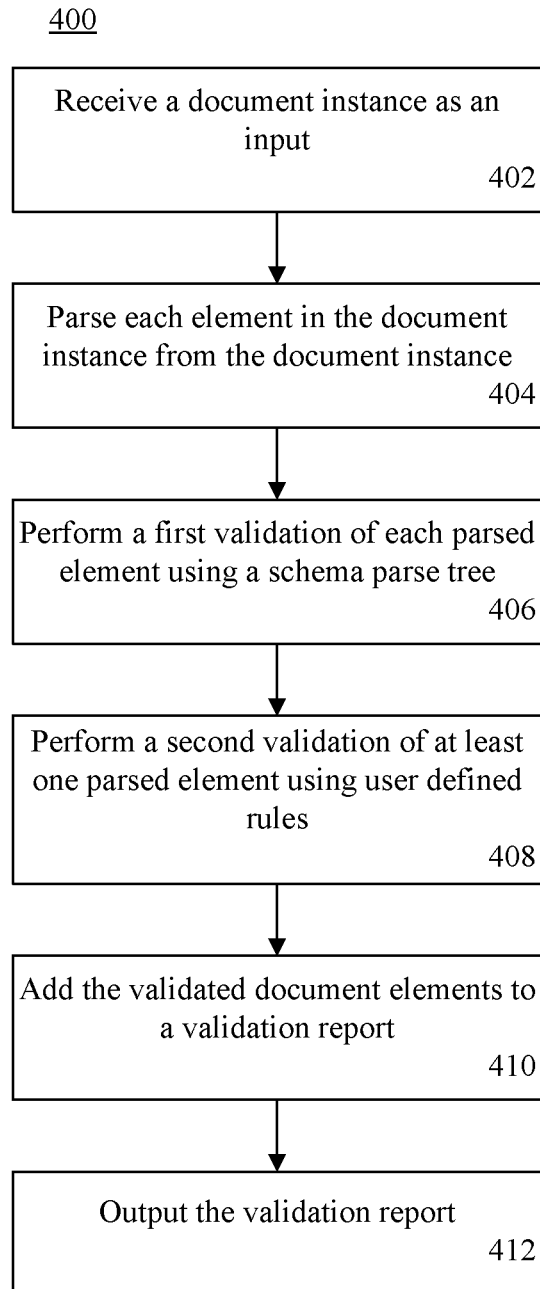 400
Receive a document instance as an
input
402
Parse each element in the document
instance from the document instance
404
Perform a first validation of each parsed
element using a schema parse tree
406
Perform a second validation of at least
one parsed element using user defined
rules
408
Add the validated document elements to
a validation report
410
Output the validation report
412